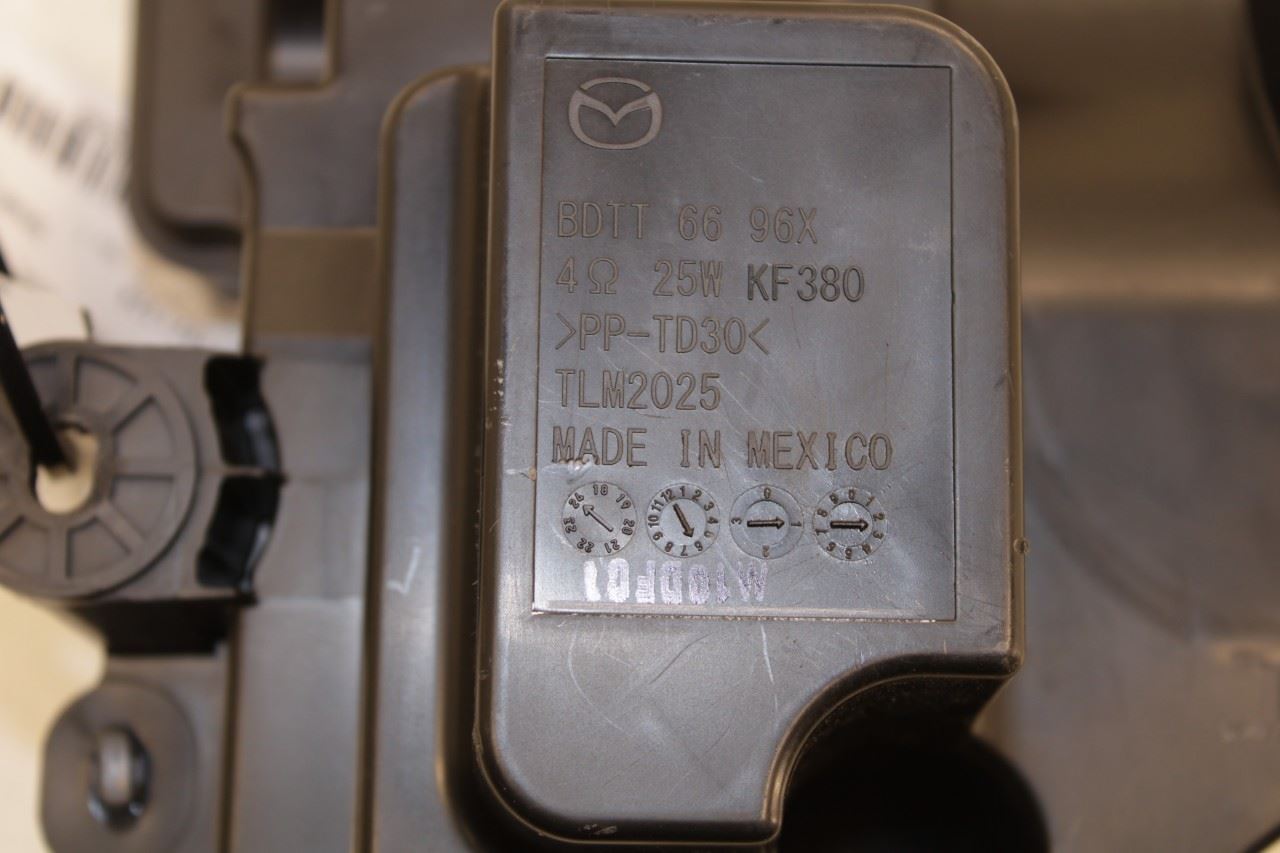 BDTT 66 96X
4Ω 25W KF380
>PP-TD30<
TLM2025
MADE IN MEXICO